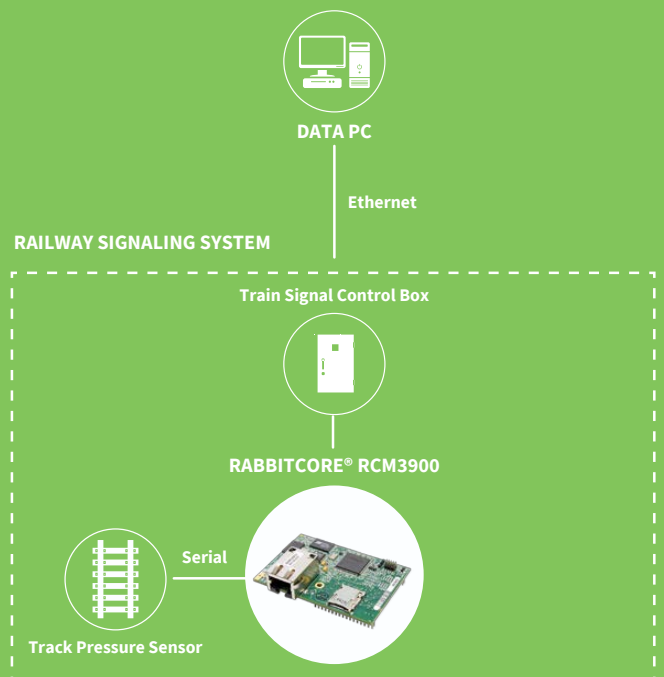 DATA PC
Ethernet
RAILWAY SIGNALING SYSTEM
Train Signal Control Box
RABBITCORE® RCM3900
Serial
Track Pressure Sensor